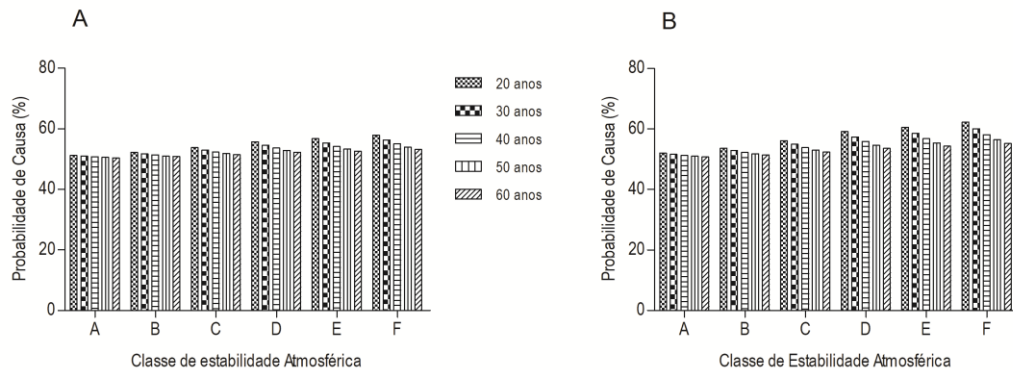 A
Probabilidade de Causa (%)
80
60
40
20
0
A B C D E F
Classe de estabilidade Atmosférica
20 anos
30 anos
40 anos
50 anos
60 anos
B
Probabilidade de Causa (%)
80
60
40
20
0
A B C D E F
Classe de Estabilidade Atmosférica